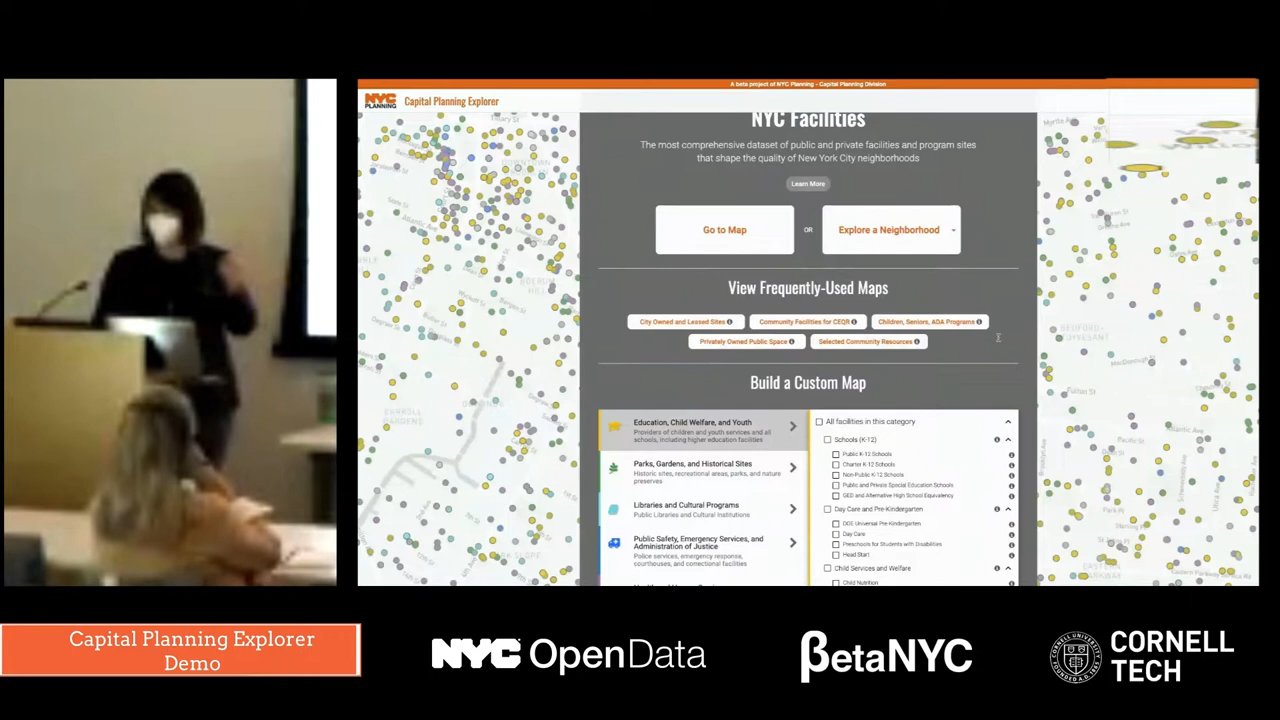 A beta project of NYC Planning - Capital Planning Division
NYC
PLANNING
Capital Planning Explorer
NYC Facilities
The most comprehensive dataset of public and private facilities and program sites
that shape the quality of New York City neighborhoods
Learn More
Go to Map
OR
Explore a Neighborhood
View Frequently-Used Maps
City Owned and Leased Sites
Community Facilities for CEQR
Children, Seniors, ADA Programs
Privately Owned Public Space
Selected Community Resources
Build a Custom Map
Education, Child Welfare, and Youth
Providers of children and youth services and all
schools, including higher education facilities
Parks, Gardens, and Historical Sites
Historic sites, recreational areas, parks, and nature
preserves
Libraries and Cultural Programs
Public Libraries and Cultural Institutions
Public Safety, Emergency Services, and
Administration of Justice
Police services, emergency response,
courthouses, and correctional facilities
All facilities in this category
Schools (K-12)
Public K-12 Schools
Charter K-12 Schools
Non-Public K-12 Schools
Public and Private Special Education Schools
GED and Alternative High School Equivalency
Day Care and Pre-Kindergarten
DOE Universal Pre-Kindergarten
Day Care
Preschools for Students with Disabilities
Head Start
Child Services and Welfare
Child Nutrition
Capital Planning Explorer
Demo
NYC OpenData
βetaNYC
CORNELL
TECH